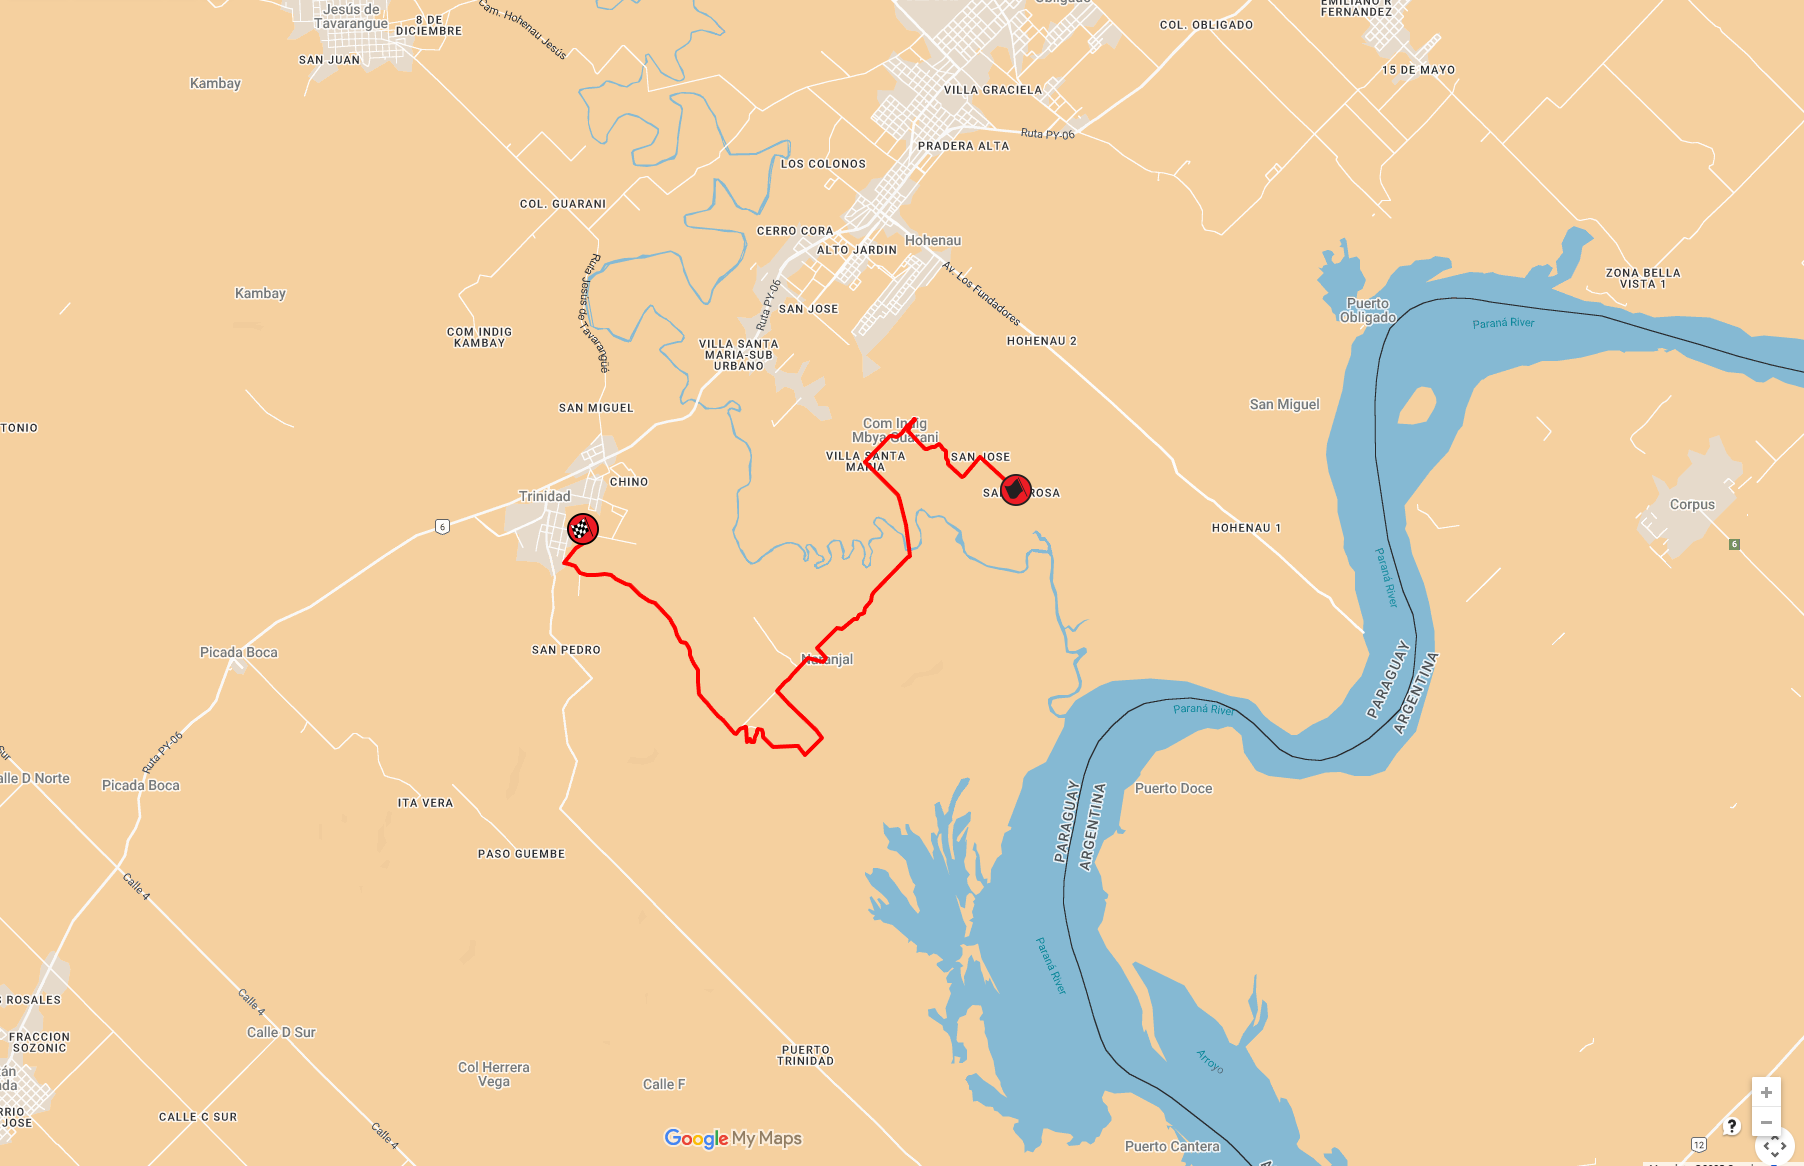 Jesús de
Tavarangue
8 DE
DICIEMBRE
Cam. Hohenau Jesús
SAN JUAN
Kambay
Obligado
COL. OBLIGADO
EMILIANO R
FERNANDEZ
15 DE MAYO
VILLA GRACIELA
Ruta PY-06
PRADERA ALTA
LOS COLONOS
COL. GUARANI
CERRO CORA
ALTO JARDIN
Hohenau
Av. Los Fundadores
Ruta Jesús de Tavarangüé
Kambay
COM INDIG
KAMBAY
Ruta PY-06
SAN JOSE
VILLA SANTA
MARIA-SUB
URBANO
HOHENAU 2
Puerto
Obligado
Paraná River
ZONA BELLA
VISTA 1
SAN MIGUEL
San Miguel
TONIO
Com Indig
Mbya Guarani
VILLA SANTA
MARIA
SAN JOSE
CHINO
Trinidad
6
HOHENAU 1
Corpus
6
Paraná River
SAN PEDRO
Naranjal
Picada Boca
PARAGUAY
ARGENTINA
Paraná River
Ruta PY-06
Picada Boca
alle D Norte
ITA VERA
Puerto Doce
PARAGUAY
ARGENTINA
PASO GUEMBE
Calle 4
Paraná River
ROSALES
FRACCION
SOZONIC
Calle 4
Calle D Sur
PUERTO
TRINIDAD
Col Herrera
Vega
Calle F
Arroyo
CALLE C SUR
Calle 4
JOSE
Google My Maps
Puerto Cantera
12
?
+
−